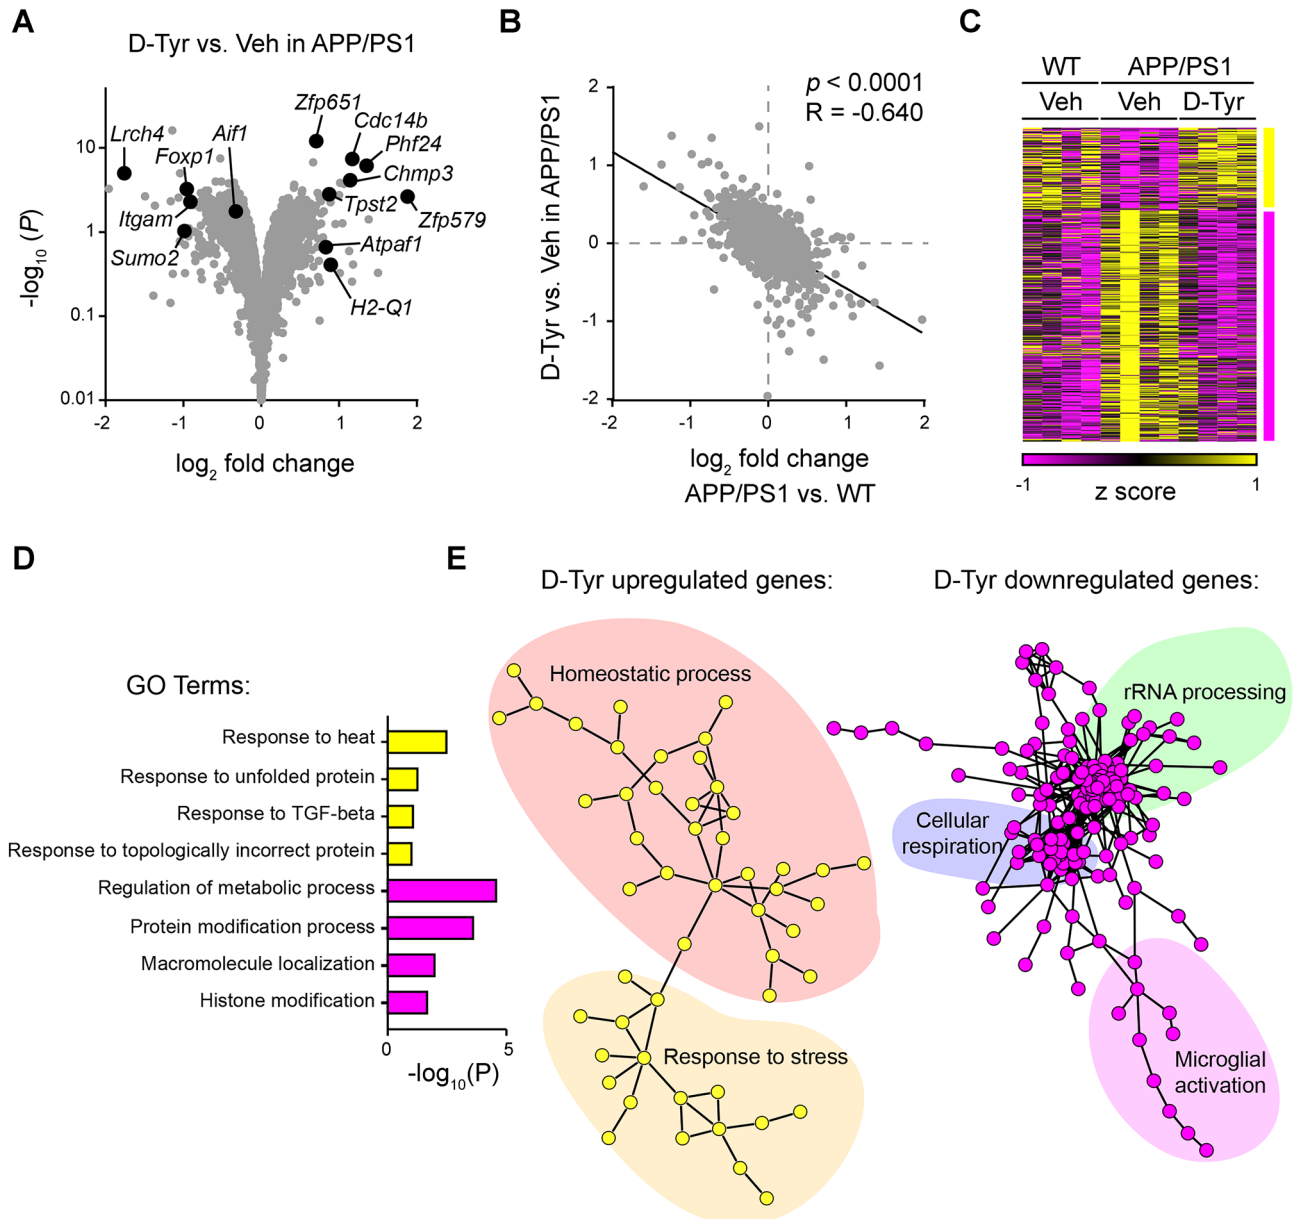 A
D-Tyr vs. Veh in APP/PS1
-log10 (P)
10
1
0.1
0.01
Lrch4
Foxp1
Aif1
Itgam
Sumo2
Zfp651
Cdc14b
Phf24
Chmp3
Tpst2
Zfp579
Atpaf1
H2-Q1
-2 -1 0 1 2
log2 fold change
B
D-Tyr vs. Veh in APP/PS1
p < 0.0001
R = -0.640
2
1
0
-1
-2
-2 -1 0 1 2
log2 fold change
APP/PS1 vs. WT
C
WT APP/PS1
Veh Veh D-Tyr
-1 1
z score
D
GO Terms:
Response to heat
Response to unfolded protein
Response to TGF-beta
Response to topologically incorrect protein
Regulation of metabolic process
Protein modification process
Macromolecule localization
Histone modification
0 5
-log10(P)
E
D-Tyr upregulated genes:
Homeostatic process
Response to stress
D-Tyr downregulated genes:
rRNA processing
Cellular
respiration
Microglial
activation